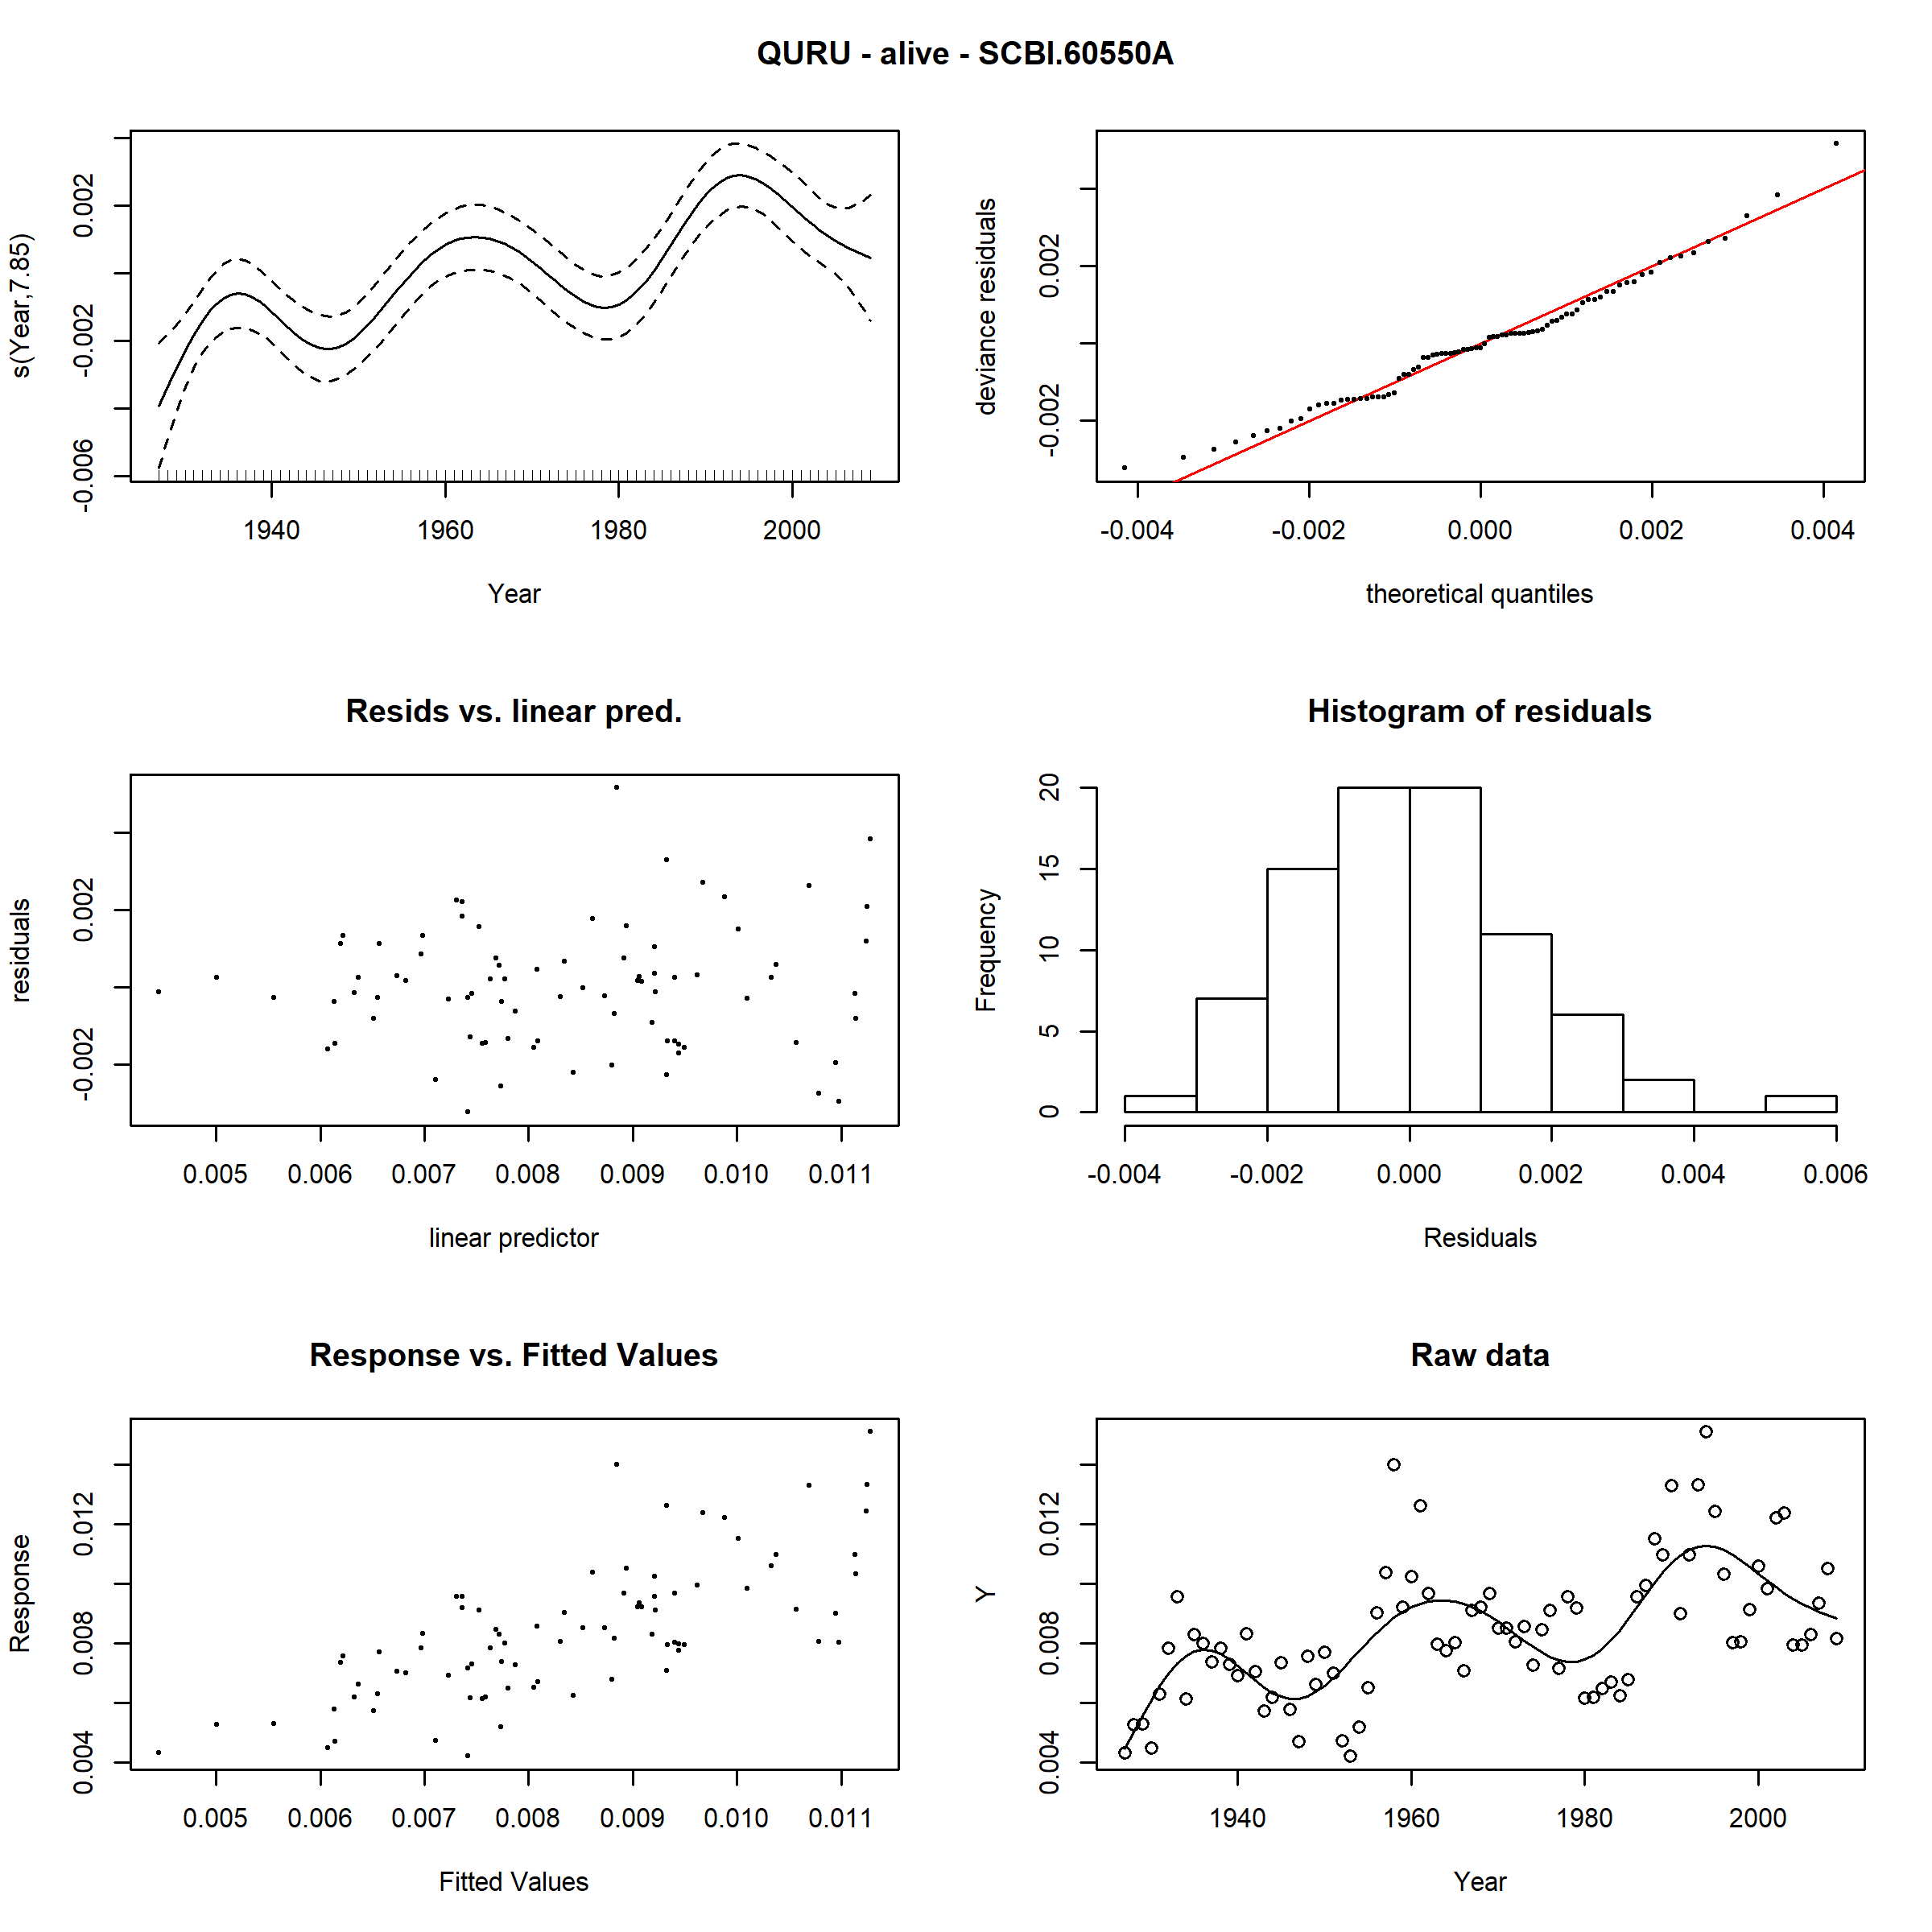 QURU - alive - SCBI.60550A
s(Year,7.85)
-0.006 -0.002 0.002
1940 1960 1980 2000
Year
deviance residuals
-0.002 0.002
-0.004 -0.002 0.000 0.002 0.004
theoretical quantiles
Resids vs. linear pred.
residuals
-0.002 0.002
0.005 0.006 0.007 0.008 0.009 0.010 0.011
linear predictor
Histogram of residuals
Frequency
0 5 10 15 20
-0.004 -0.002 0.000 0.002 0.004 0.006
Residuals
Response vs. Fitted Values
Response
0.004 0.008 0.012
0.005 0.006 0.007 0.008 0.009 0.010 0.011
Fitted Values
Raw data
Y
0.004 0.008 0.012
1940 1960 1980 2000
Year